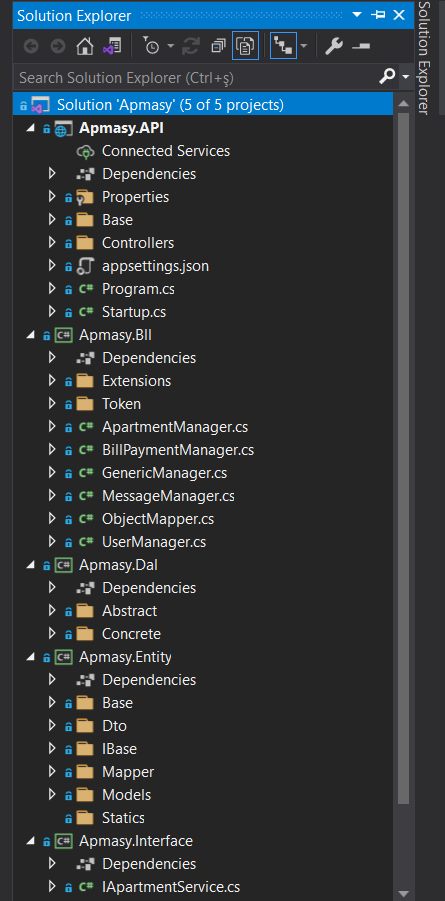 Solution Explorer
Search Solution Explorer (Ctrl+ş)
Solution 'Apmasy' (5 of 5 projects)
Apmasy.API
Connected Services
Dependencies
Properties
Base
Controllers
appsettings.json
C# Program.cs
C# Startup.cs
C# Apmasy.Bll
Dependencies
Extensions
Token
C# ApartmentManager.cs
C# BillPaymentManager.cs
C# GenericManager.cs
C# MessageManager.cs
C# ObjectMapper.cs
C# UserManager.cs
C# Apmasy.Dal
Dependencies
Abstract
Concrete
C# Apmasy.Entity
Dependencies
Base
Dto
IBase
Mapper
Models
Statics
C# Apmasy.Interface
Dependencies
C# IApartmentService.cs
Solution Explorer